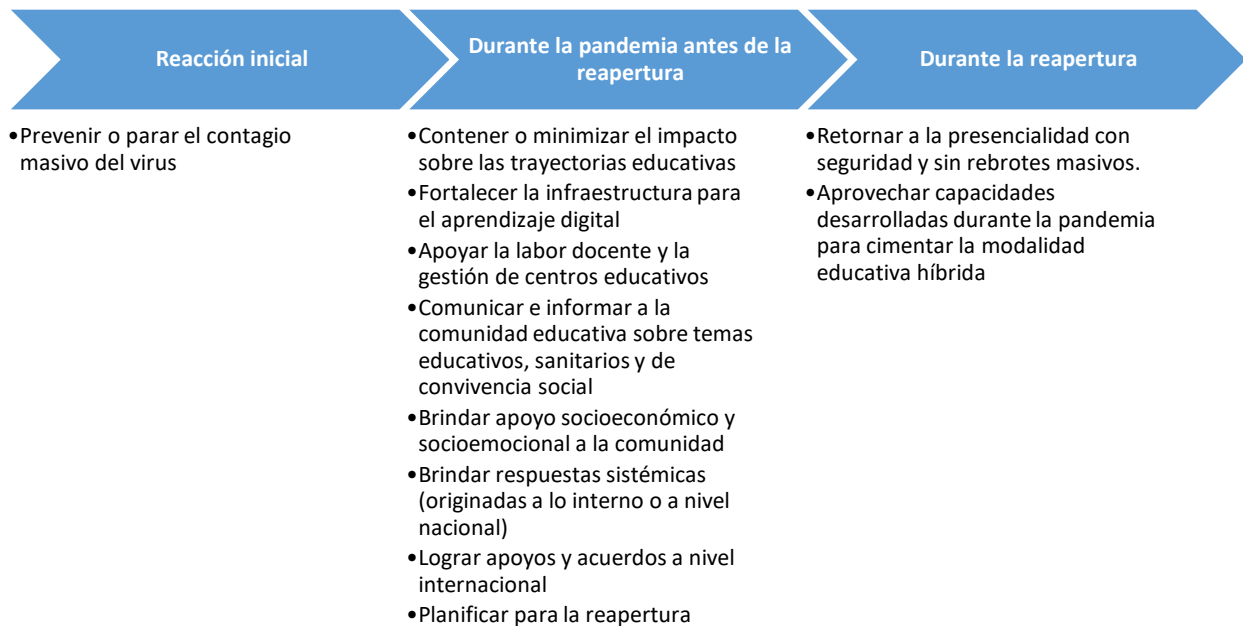 Reacción inicial
Durante la pandemia antes de la
reapertura
Durante la reapertura
•Prevenir o parar el contagio
masivo del virus
•Contener o minimizar el impacto
sobre las trayectorias educativas
•Fortalecer la infraestructura para
el aprendizaje digital
•Apoyar la labor docente y la
gestión de centros educativos
•Comunicar e informar a la
comunidad educativa sobre temas
educativos, sanitarios y de
convivencia social
•Brindar apoyo socioeconómico y
socioemocional a la comunidad
•Brindar respuestas sistémicas
(originadas a lo interno o a nivel
nacional)
•Lograr apoyos y acuerdos a nivel
internacional
•Planificar para la reapertura
•Retornar a la presencialidad con
seguridad y sin rebrotes masivos.
•Aprovechar capacidades
desarrolladas durante la pandemia
para cimentar la modalidad
educativa híbrida